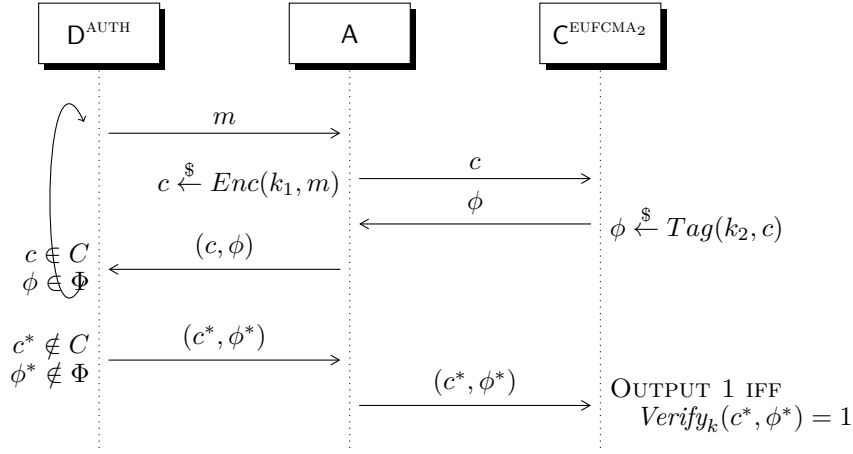 D^AUTH A C^EUFCMA₂
m
c ←$ Enc(k₁, m)
c
ϕ
ϕ ←$ Tag(k₂, c)
(c, ϕ)
c ∈ C
ϕ ∈ Φ
(c*, ϕ*)
c* ∉ C
ϕ* ∉ Φ
(c*, ϕ*)
OUTPUT 1 IFF
Verifyₖ(c*, ϕ*) = 1